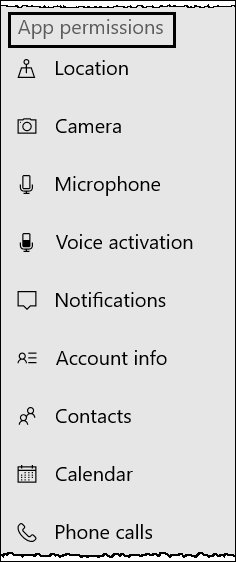 App permissions
Location
Camera
Microphone
Voice activation
Notifications
Account info
Contacts
Calendar
Phone calls